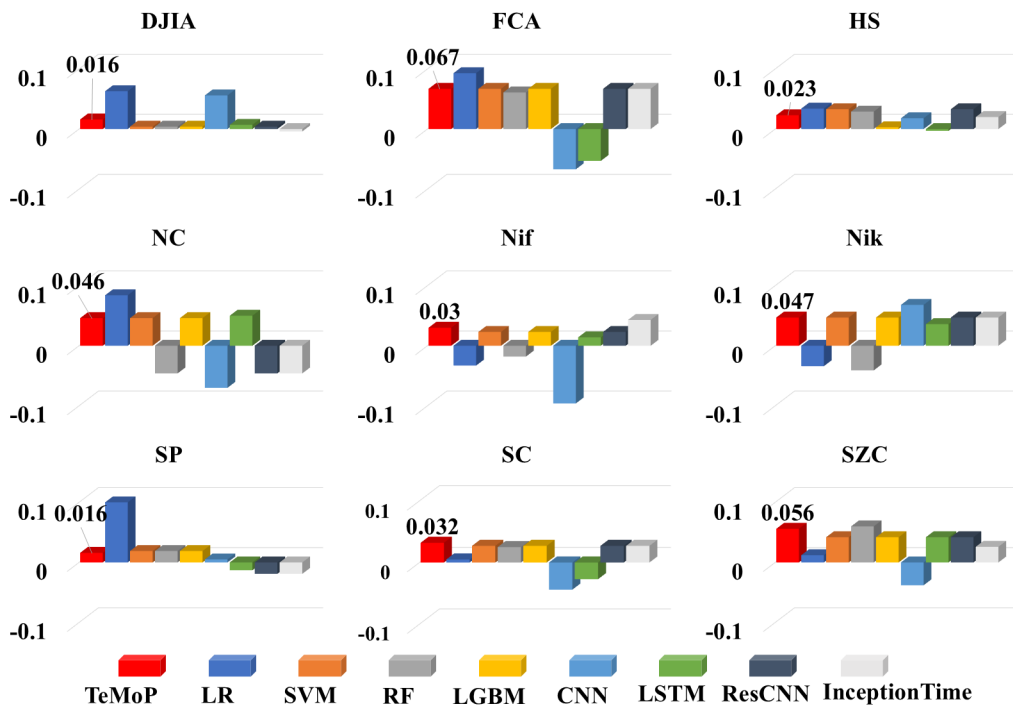 DJIA FCA HS
0.016 0.067 0.023
0.1 0.1 0.1
0 0 0
-0.1 -0.1 -0.1
NC Nif Nik
0.046 0.03 0.047
0.1 0.1 0.1
0 0 0
-0.1 -0.1 -0.1
SP SC SZC
0.016 0.032 0.056
0.1 0.1 0.1
0 0 0
-0.1 -0.1 -0.1
TeMoP LR SVM RF LGBM CNN LSTM ResCNN InceptionTime